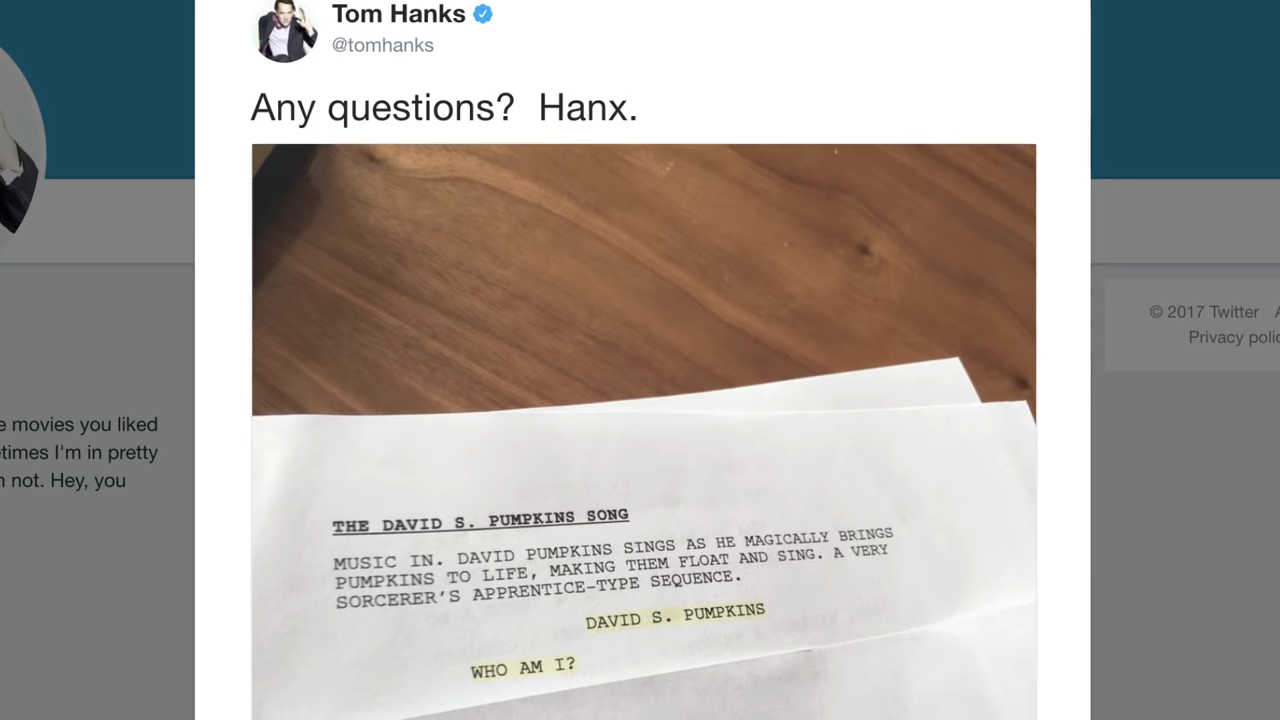 Tom Hanks
@tomhanks
Any questions?  Hanx.
© 2017 Twitter
Privacy
movies you liked
I'm in pretty
not. Hey, you
THE DAVID S. PUMPKINS SONG
MUSIC IN. DAVID PUMPKINS SINGS AS HE MAGICALLY BRINGS
PUMPKINS TO LIFE, MAKING THEM FLOAT AND SING. A VERY
SORCERER'S APPRENTICE-TYPE SEQUENCE.
DAVID S. PUMPKINS
WHO AM I?